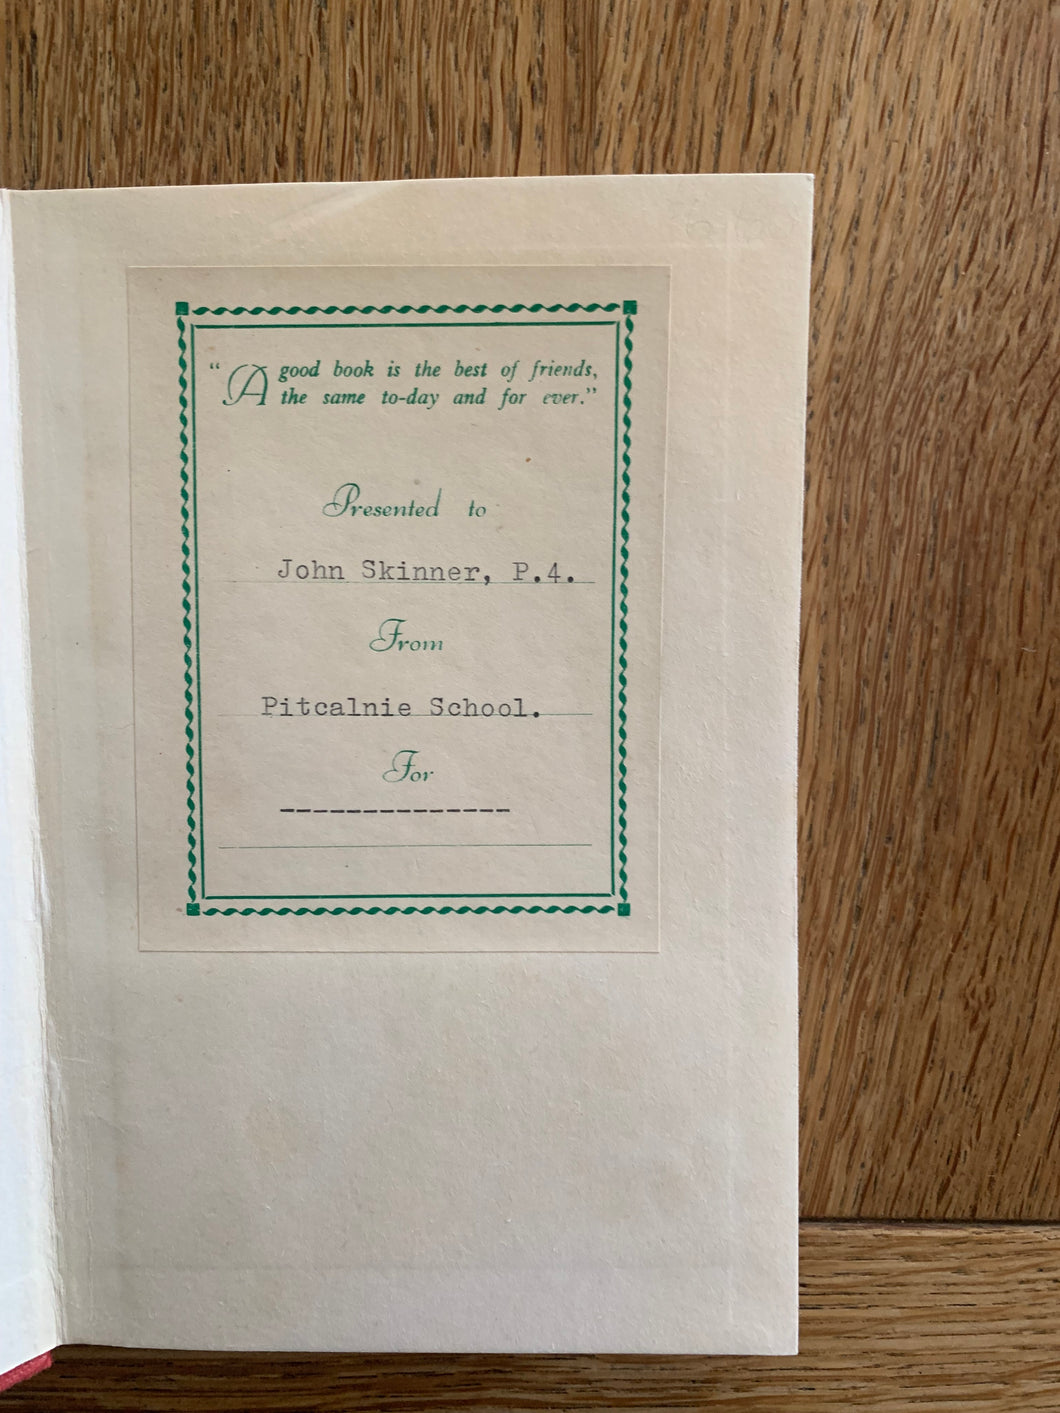 “A good book is the best of friends,
the same to-day and for ever.”
Presented to
John Skinner, P.4.
From
Pitcalnie School.
For
--------------